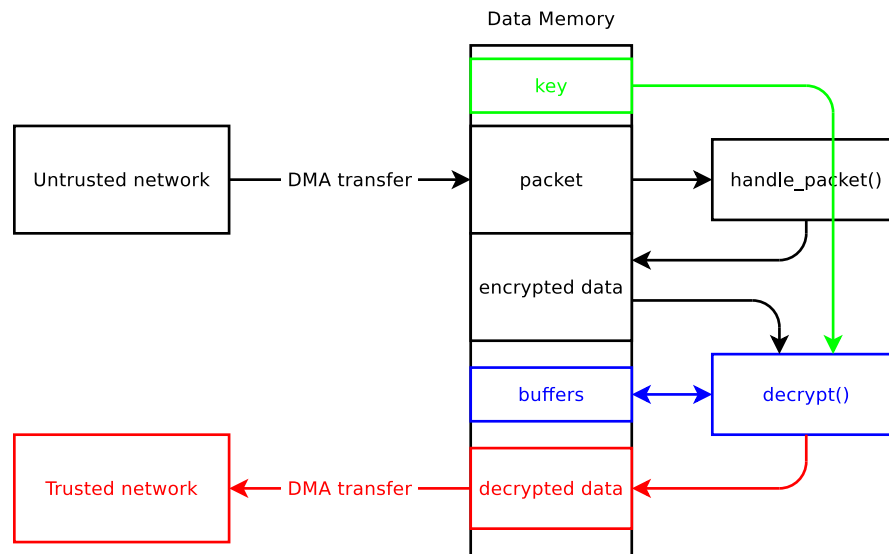 Data Memory
key
Untrusted network
DMA transfer
packet
handle_packet()
encrypted data
buffers
decrypt()
Trusted network
DMA transfer
decrypted data